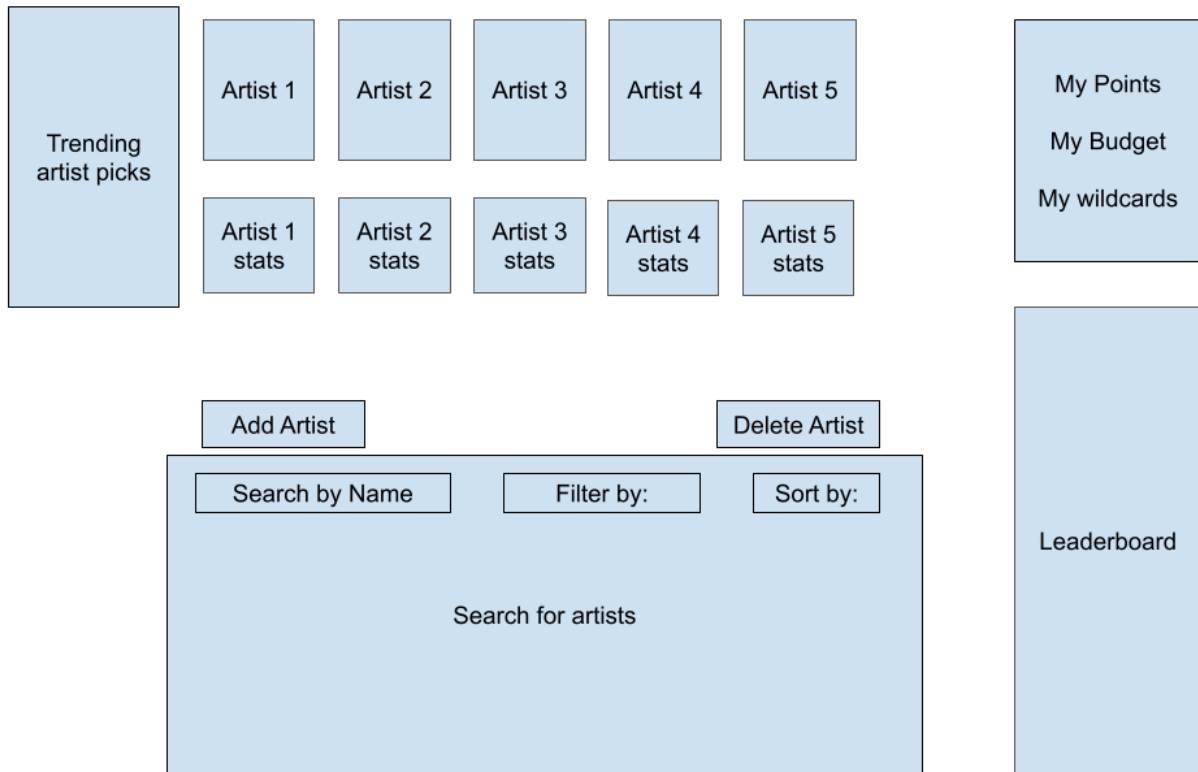 Trending
artist picks
Artist 1
Artist 2
Artist 3
Artist 4
Artist 5
Artist 1
stats
Artist 2
stats
Artist 3
stats
Artist 4
stats
Artist 5
stats
My Points
My Budget
My wildcards
Add Artist
Delete Artist
Search by Name
Filter by:
Sort by:
Search for artists
Leaderboard